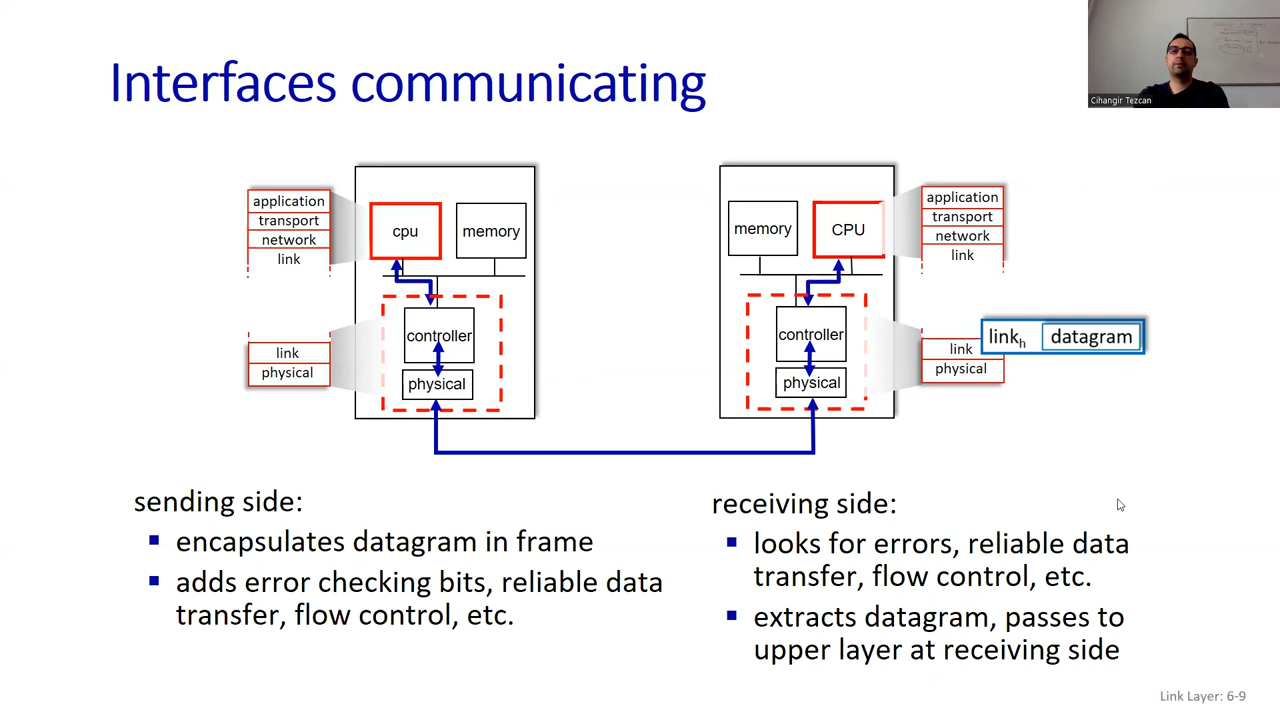 Interfaces communicating
Cihangir Tezcan
application
transport
network
link
cpu
memory
memory
CPU
application
transport
network
link
controller
physical
link
physical
controller
physical
link
physical
linkh
datagram
sending side:
encapsulates datagram in frame
adds error checking bits, reliable data
transfer, flow control, etc.
receiving side:
looks for errors, reliable data
transfer, flow control, etc.
extracts datagram, passes to
upper layer at receiving side
Link Layer: 6-9